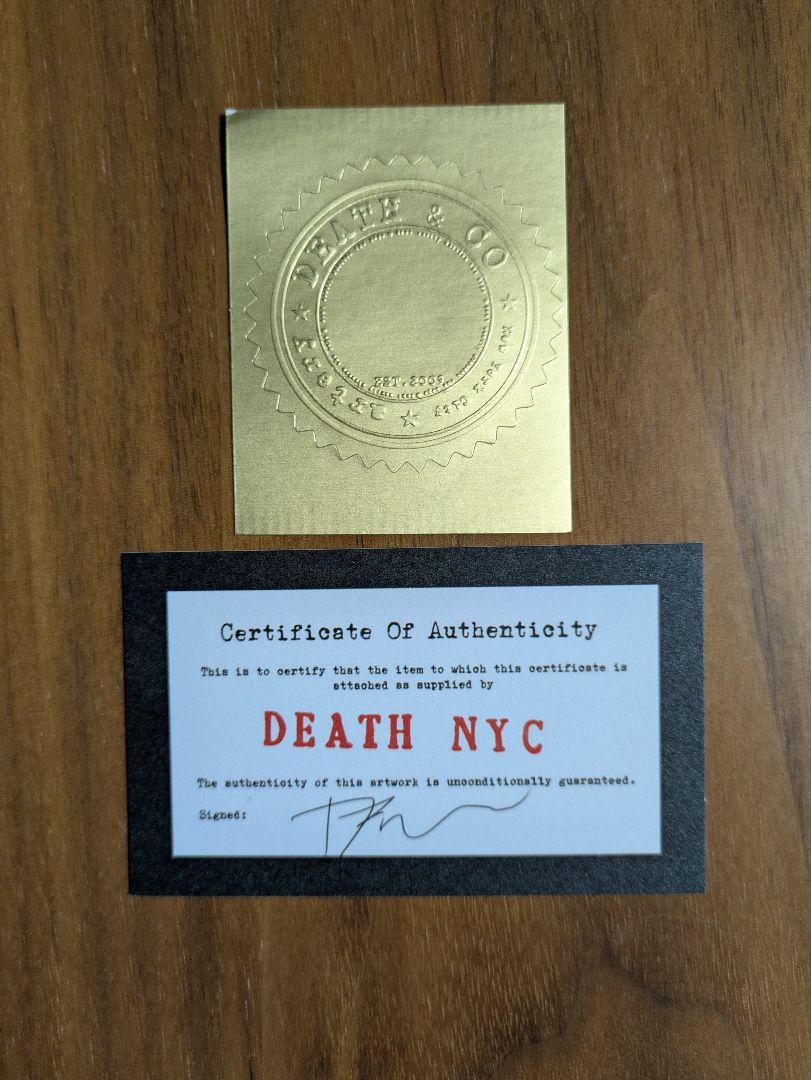 DEATH & CO
EST.
Certificate Of Authenticity
This is to certify that the item to which this certificate is
attached as supplied by
DEATH NYC
The authenticity of this artwork is unconditionally guaranteed.
Signed: